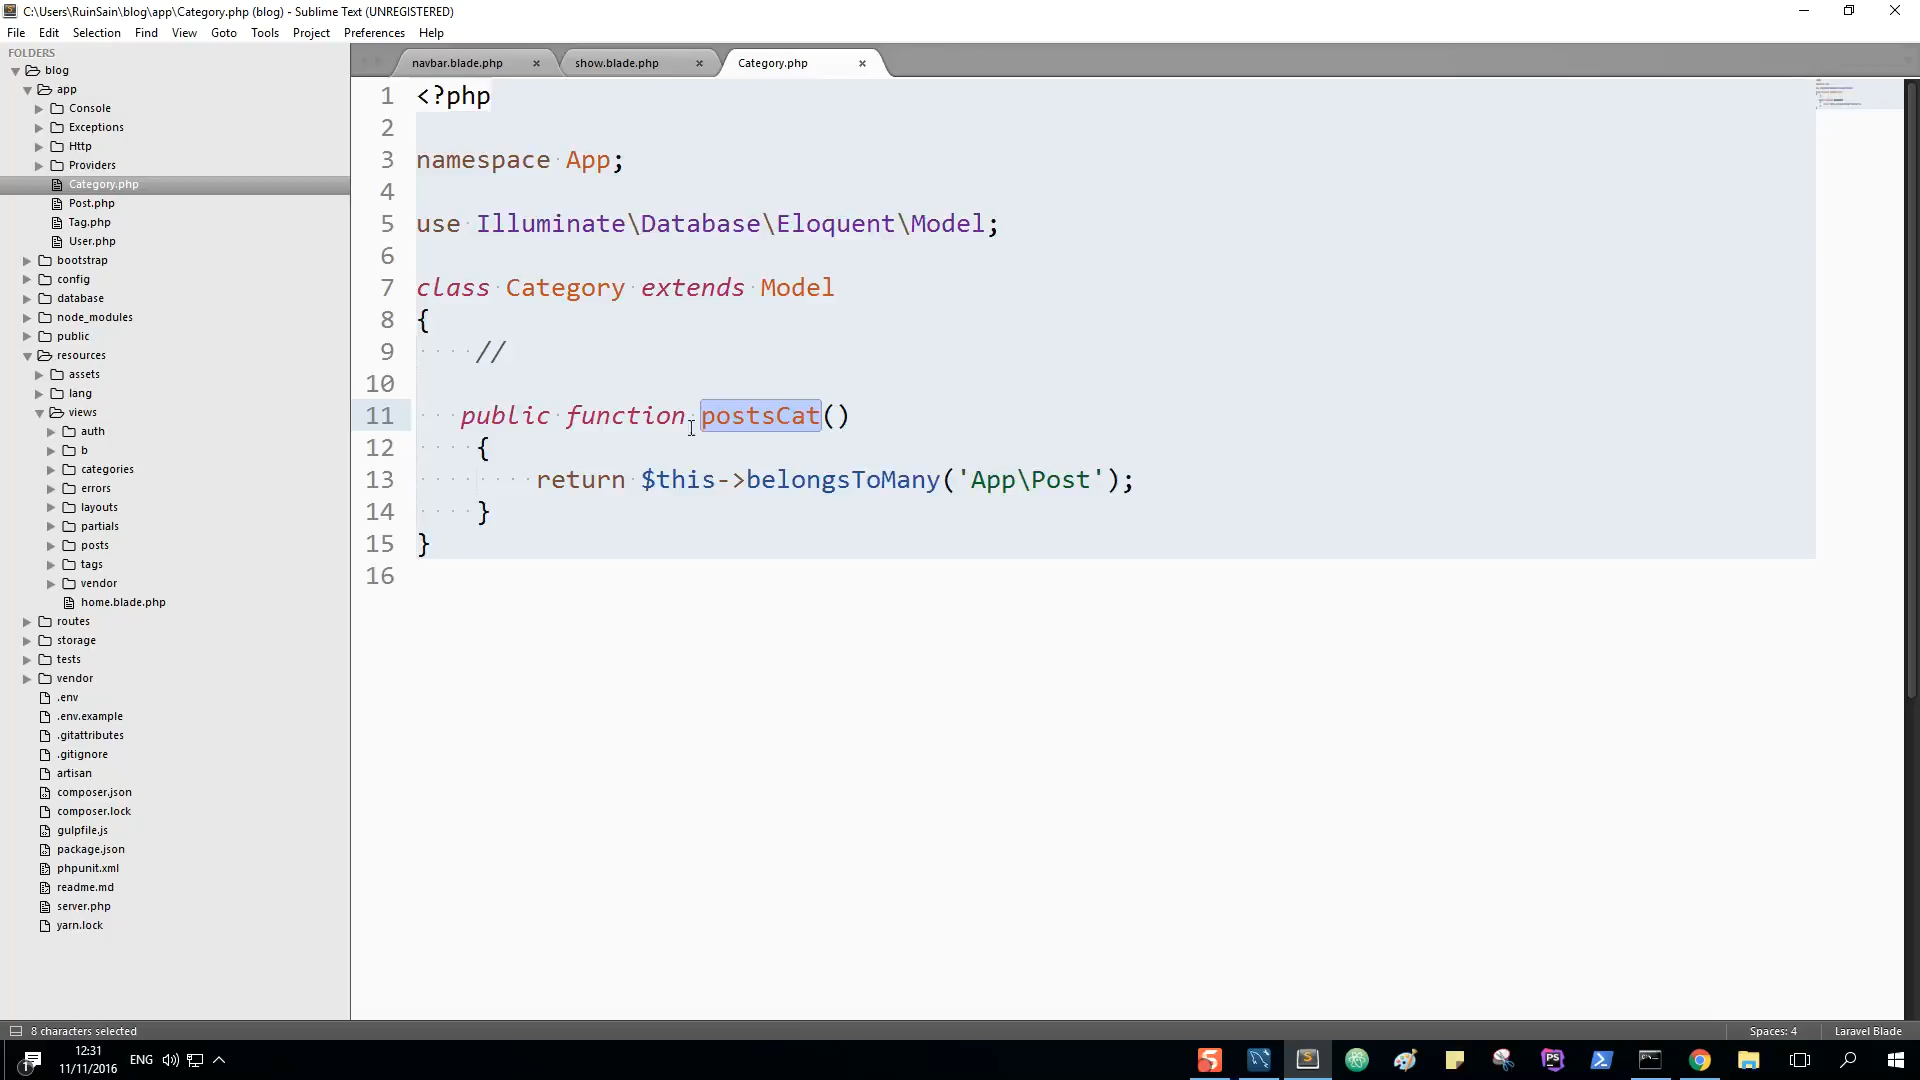 C:\Users\RuinSain\blog\app\Category.php (blog) - Sublime Text (UNREGISTERED)
File Edit Selection Find View Goto Tools Project Preferences Help
FOLDERS
blog
app
Console
Exceptions
Http
Providers
Category.php
Post.php
Tag.php
User.php
bootstrap
config
database
node_modules
public
resources
assets
lang
views
auth
b
categories
errors
layouts
partials
posts
tags
vendor
home.blade.php
routes
storage
tests
vendor
.env
.env.example
.gitattributes
.gitignore
artisan
composer.json
composer.lock
gulpfile.js
package.json
phpunit.xml
readme.md
server.php
yarn.lock
navbar.blade.php show.blade.php Category.php
1 <?php
2
3 namespace App;
4
5 use Illuminate\Database\Eloquent\Model;
6
7 class Category extends Model
8 {
9 //
10
11 public function postsCat()
12 {
13 return $this->belongsToMany('App\Post');
14 }
15 }
16
8 characters selected Spaces: 4 Laravel Blade
1 12:31 ENG
11/11/2016